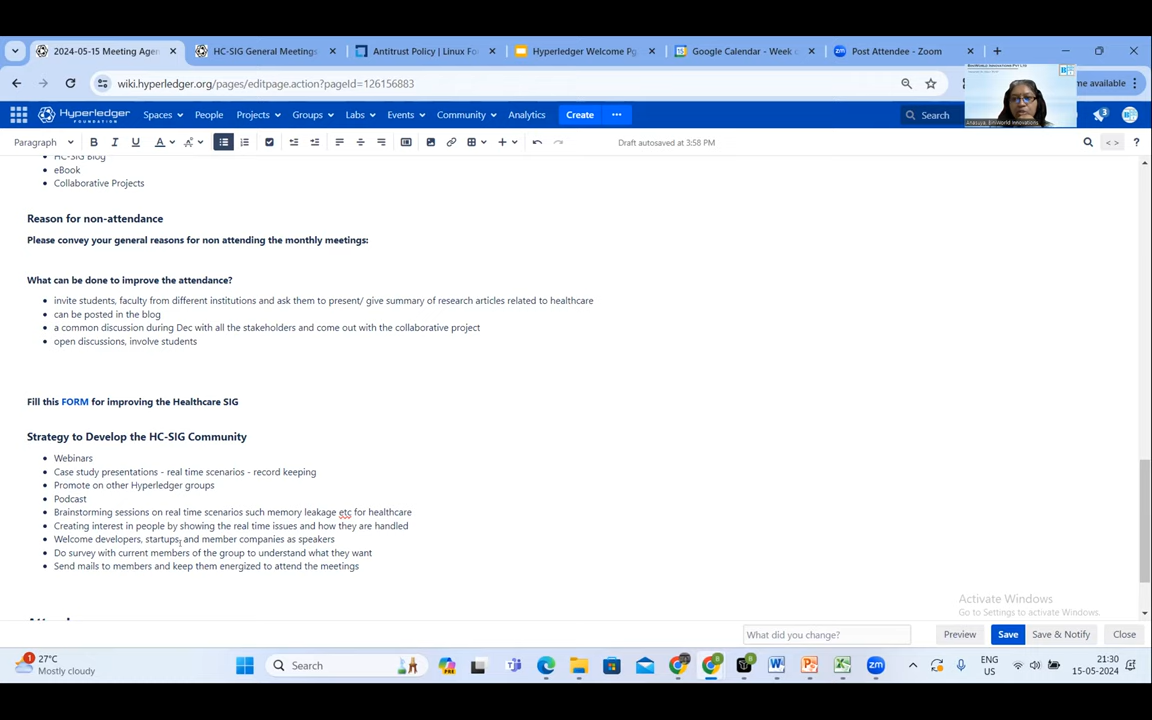 2024-05-15 Meeting Agen
HC-SIG General Meetings
Antitrust Policy | Linux Fo
Hyperledger Welcome Pg.
Google Calendar - Week
Post Attendee - Zoom
wiki.hyperledger.org/pages/editpage.action?pageId=126156883
me available
HYPERLEDGER FOUNDATION
Spaces People Projects Groups Labs Events Community Analytics Create
Search
Paragraph B I U A
Draft autosaved at 3:58 PM
HC-SIG Blog
eBook
Collaborative Projects
Reason for non-attendance
Please convey your general reasons for non attending the monthly meetings:
What can be done to improve the attendance?
invite students, faculty from different institutions and ask them to present/ give summary of research articles related to healthcare
can be posted in the blog
a common discussion during Dec with all the stakeholders and come out with the collaborative project
open discussions, involve students
Fill this FORM for improving the Healthcare SIG
Strategy to Develop the HC-SIG Community
Webinars
Case study presentations - real time scenarios - record keeping
Promote on other Hyperledger groups
Podcast
Brainstorming sessions on real time scenarios such memory leakage etc for healthcare
Creating interest in people by showing the real time issues and how they are handled
Welcome developers, startups, and member companies as speakers
Do survey with current members of the group to understand what they want
Send mails to members and keep them energized to attend the meetings
Activate Windows
Go to Settings to activate Windows.
What did you change?
Preview Save Save & Notify Close
27°C
Mostly cloudy
Search
ENG
US
21:30
15-05-2024